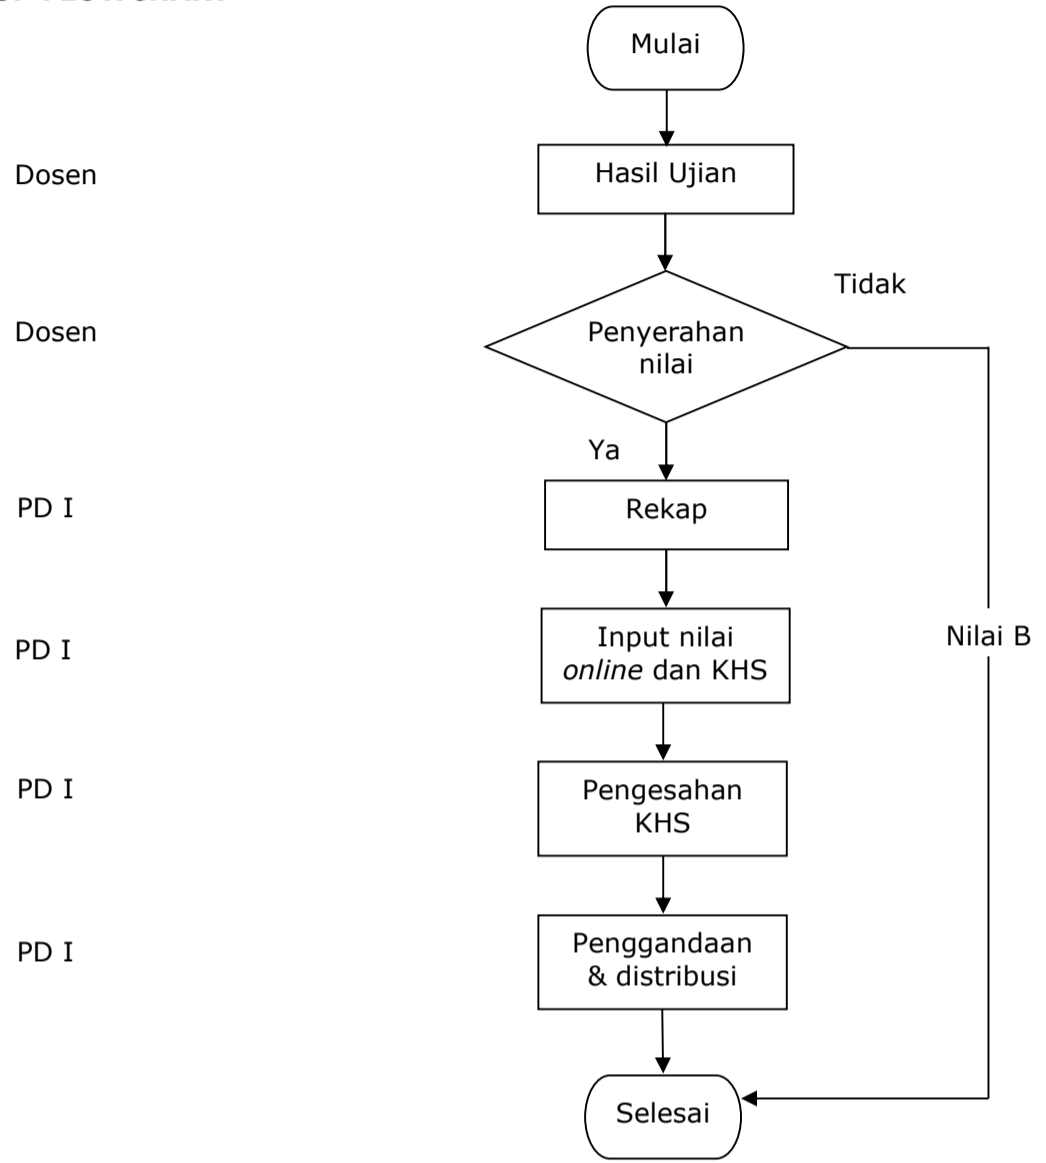 Mulai
Dosen
Hasil Ujian
Tidak
Dosen
Penyerahan
nilai
Ya
PD I
Rekap
PD I
Input nilai
online dan KHS
Nilai B
PD I
Pengesahan
KHS
PD I
Penggandaan
& distribusi
Selesai